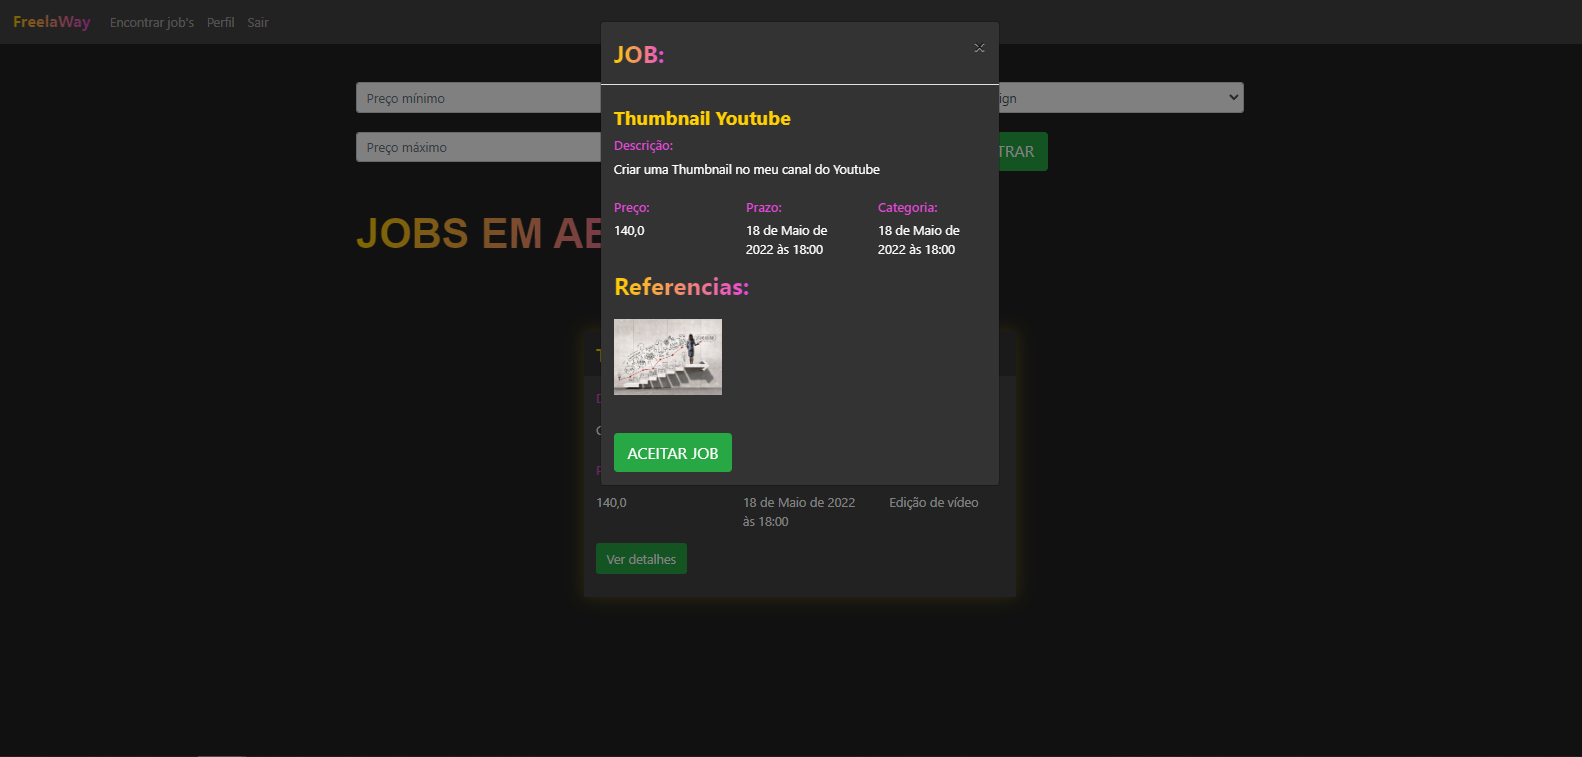 FreelaWay Encontrar job's Perfil Sair
JOB: ×
Preço mínimo
ign
Preço máximo
TRAR
JOBS EM AB
Thumbnail Youtube
Descrição:
Criar uma Thumbnail no meu canal do Youtube
Preço: Prazo: Categoria:
140,0 18 de Maio de 18 de Maio de
2022 às 18:00 2022 às 18:00
Referencias:
ACEITAR JOB
140,0 18 de Maio de 2022 Edição de vídeo
às 18:00
Ver detalhes